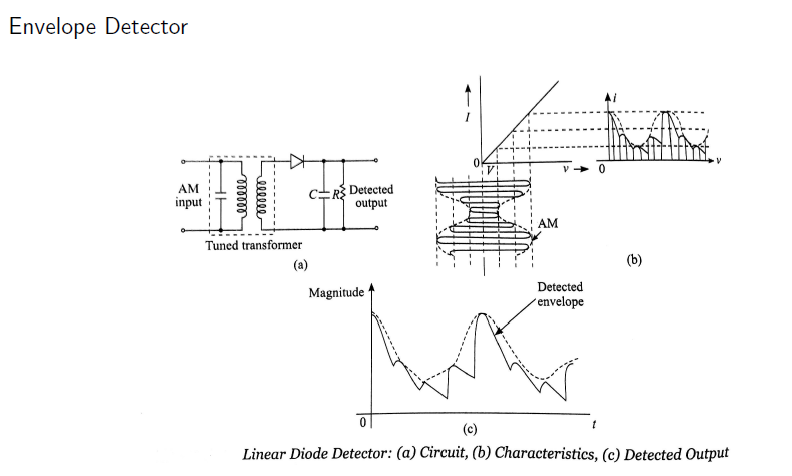 Envelope Detector
I
0
V
v
i
0
v
AM
input
C
R
Detected
output
AM
Tuned transformer
(a)
(b)
Magnitude
Detected
envelope
0
(c)
t
Linear Diode Detector: (a) Circuit, (b) Characteristics, (c) Detected Output